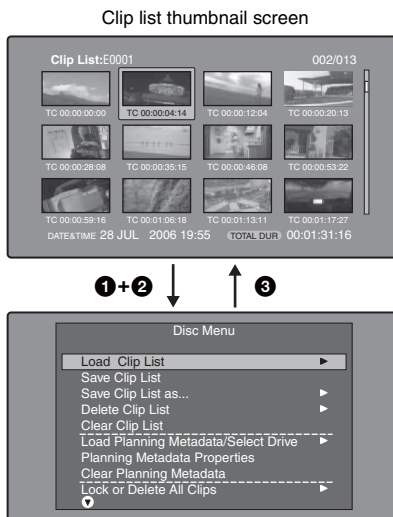 Clip list thumbnail screen
Clip List:E0001 002/013
TC 00:00:00:00 TC 00:00:04:14 TC 00:00:12:04 TC 00:00:20:13
TC 00:00:28:08 TC 00:00:35:15 TC 00:00:46:08 TC 00:00:53:22
TC 00:00:59:16 TC 00:01:06:18 TC 00:01:13:11 TC 00:01:17:27
DATE&TIME 28 JUL 2006 19:55 TOTAL DUR 00:01:31:16
1+2 3
Disc Menu
Load Clip List
Save Clip List
Save Clip List as...
Delete Clip List
Clear Clip List
Load Planning Metadata/Select Drive
Planning Metadata Properties
Clear Planning Metadata
Lock or Delete All Clips